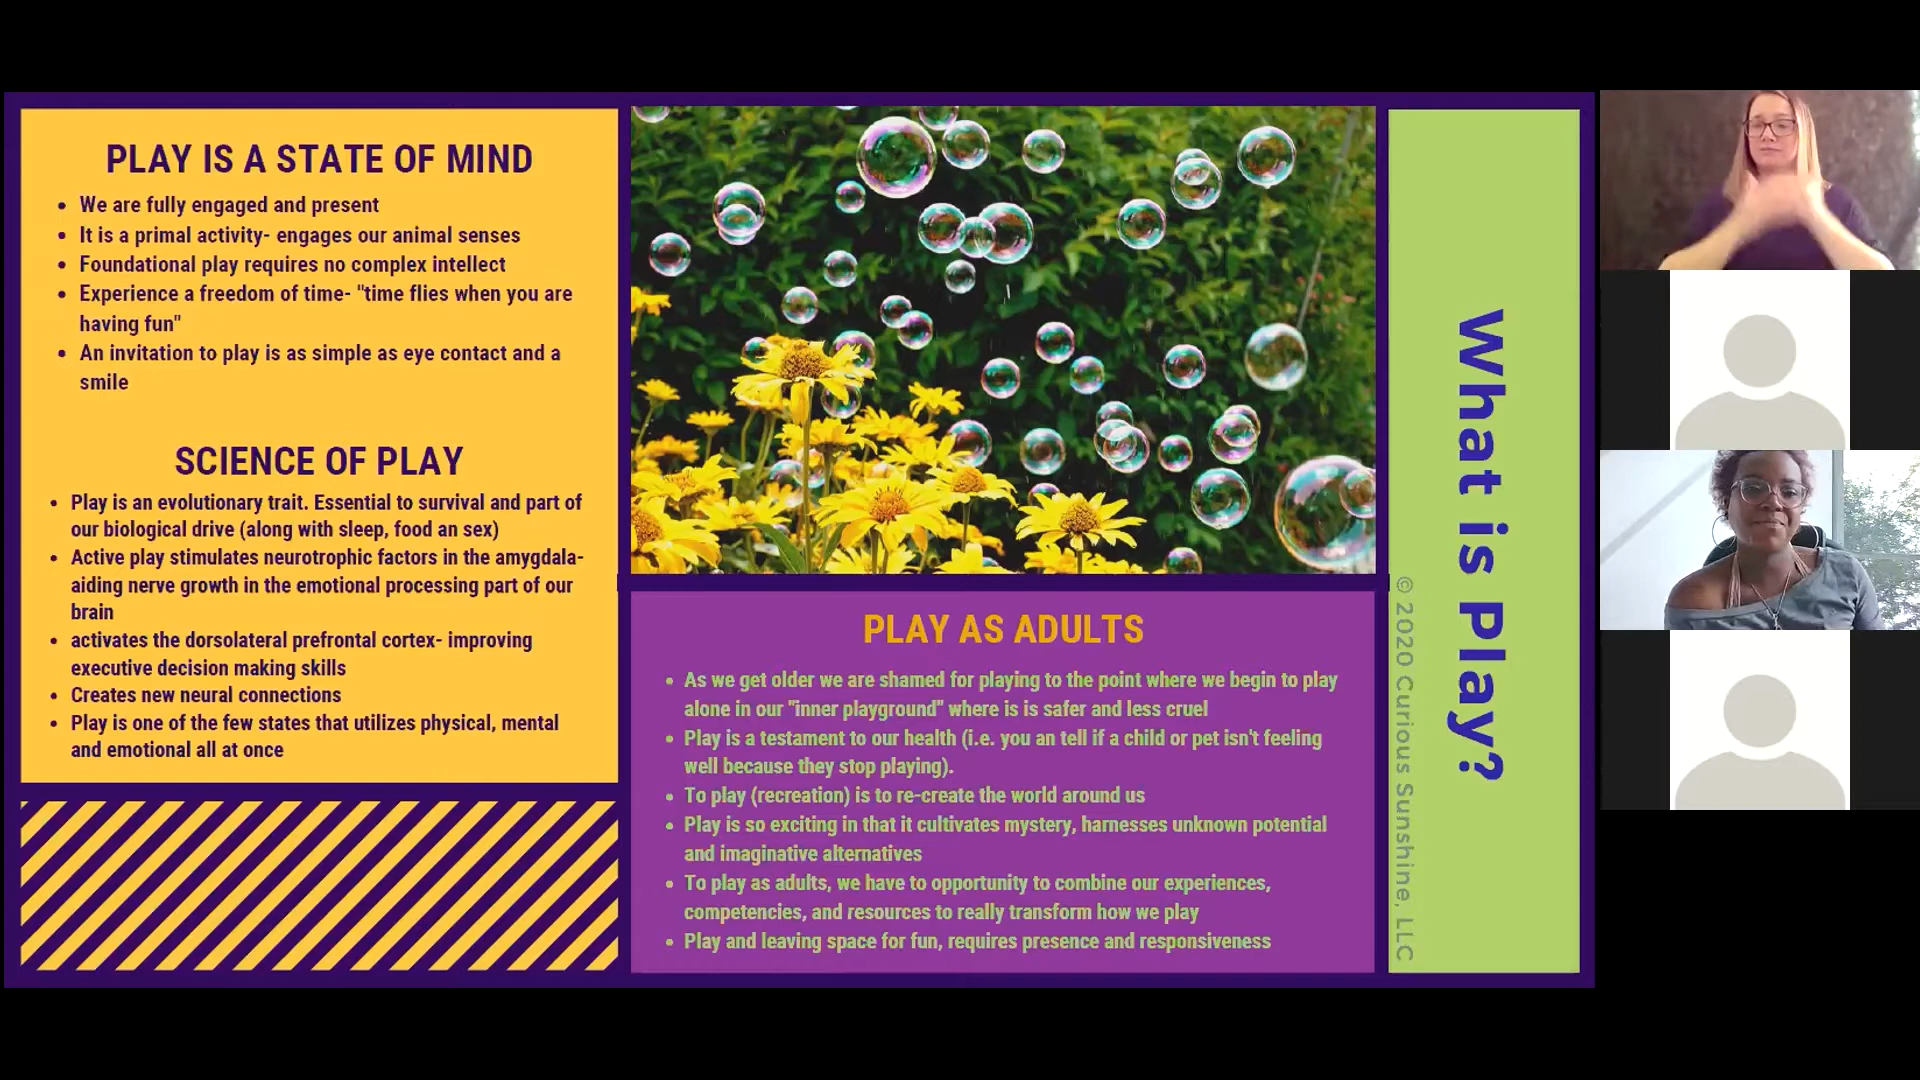 PLAY IS A STATE OF MIND
We are fully engaged and present
It is a primal activity- engages our animal senses
Foundational play requires no complex intellect
Experience a freedom of time- "time flies when you are
having fun"
An invitation to play is as simple as eye contact and a
smile
SCIENCE OF PLAY
Play is an evolutionary trait. Essential to survival and part of
our biological drive (along with sleep, food an sex)
Active play stimulates neurotrophic factors in the amygdala-
aiding nerve growth in the emotional processing part of our
brain
activates the dorsolateral prefrontal cortex- improving
executive decision making skills
Creates new neural connections
Play is one of the few states that utilizes physical, mental
and emotional all at once
PLAY AS ADULTS
As we get older we are shamed for playing to the point where we begin to play
alone in our "inner playground" where is is safer and less cruel
Play is a testament to our health (i.e. you an tell if a child or pet isn't feeling
well because they stop playing).
To play (recreation) is to re-create the world around us
Play is so exciting in that it cultivates mystery, harnesses unknown potential
and imaginative alternatives
To play as adults, we have to opportunity to combine our experiences,
competencies, and resources to really transform how we play
Play and leaving space for fun, requires presence and responsiveness
What is Play?
© 2020 Curious Sunshine, LLC